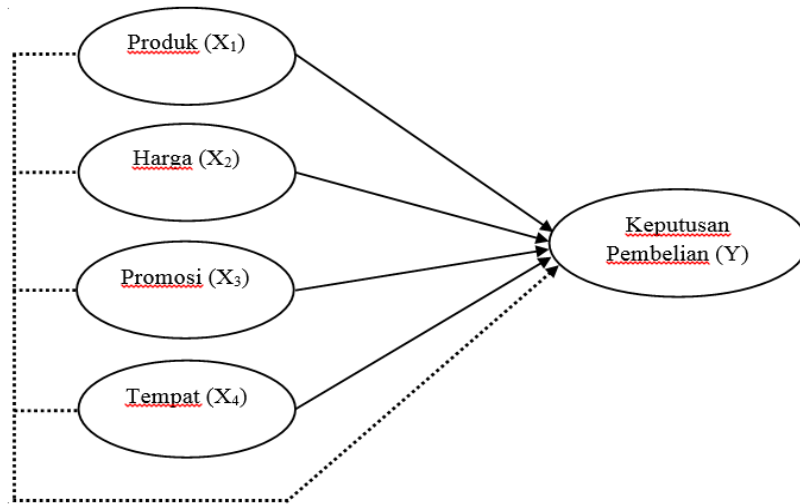 Produk (X₁)
Harga (X₂)
Promosi (X₃)
Tempat (X₄)
Keputusan
Pembelian (Y)